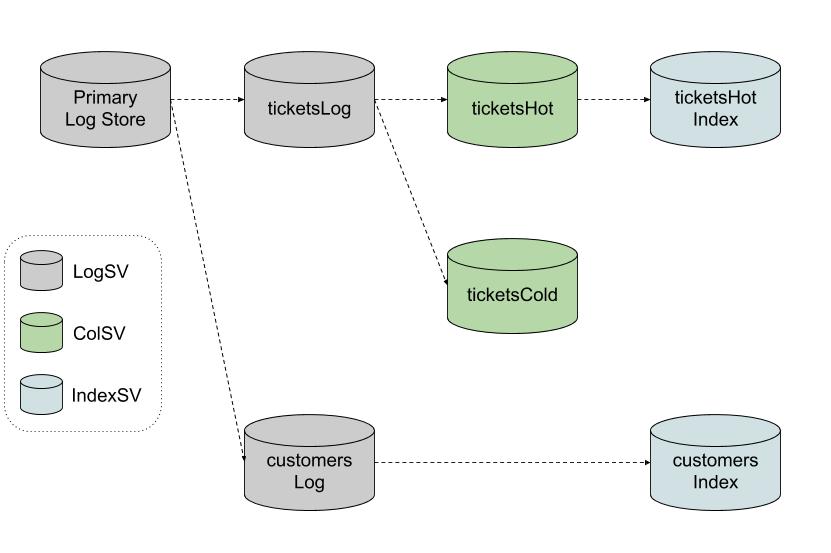 Primary
Log Store
ticketsLog
ticketsHot
ticketsHot
Index
ticketsCold
LogSV
ColSV
IndexSV
customers
Log
customers
Index